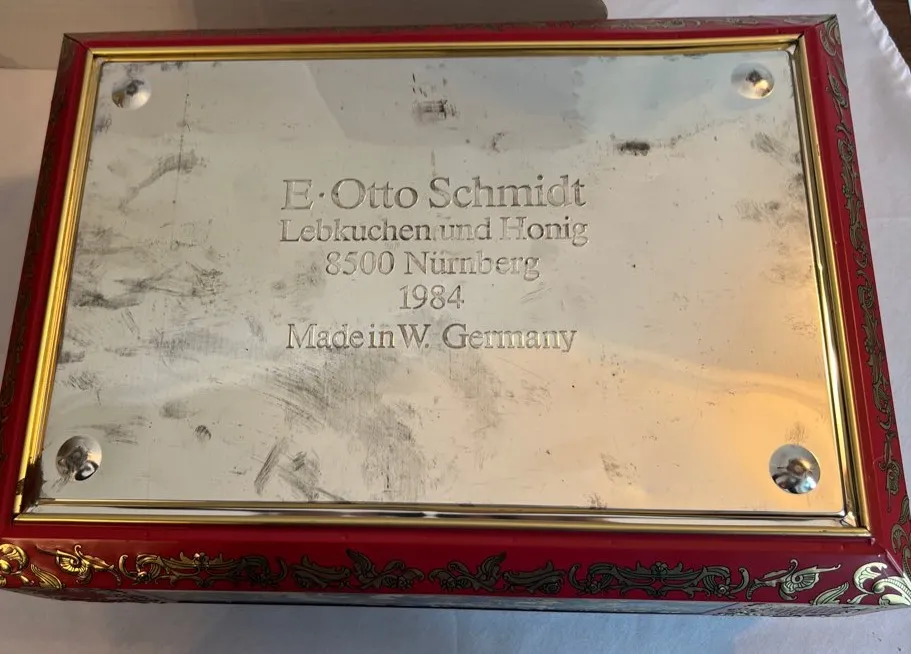 E·Otto Schmidt
Lebkuchen und Honig
8500 Nürnberg
1984
Made in W. Germany